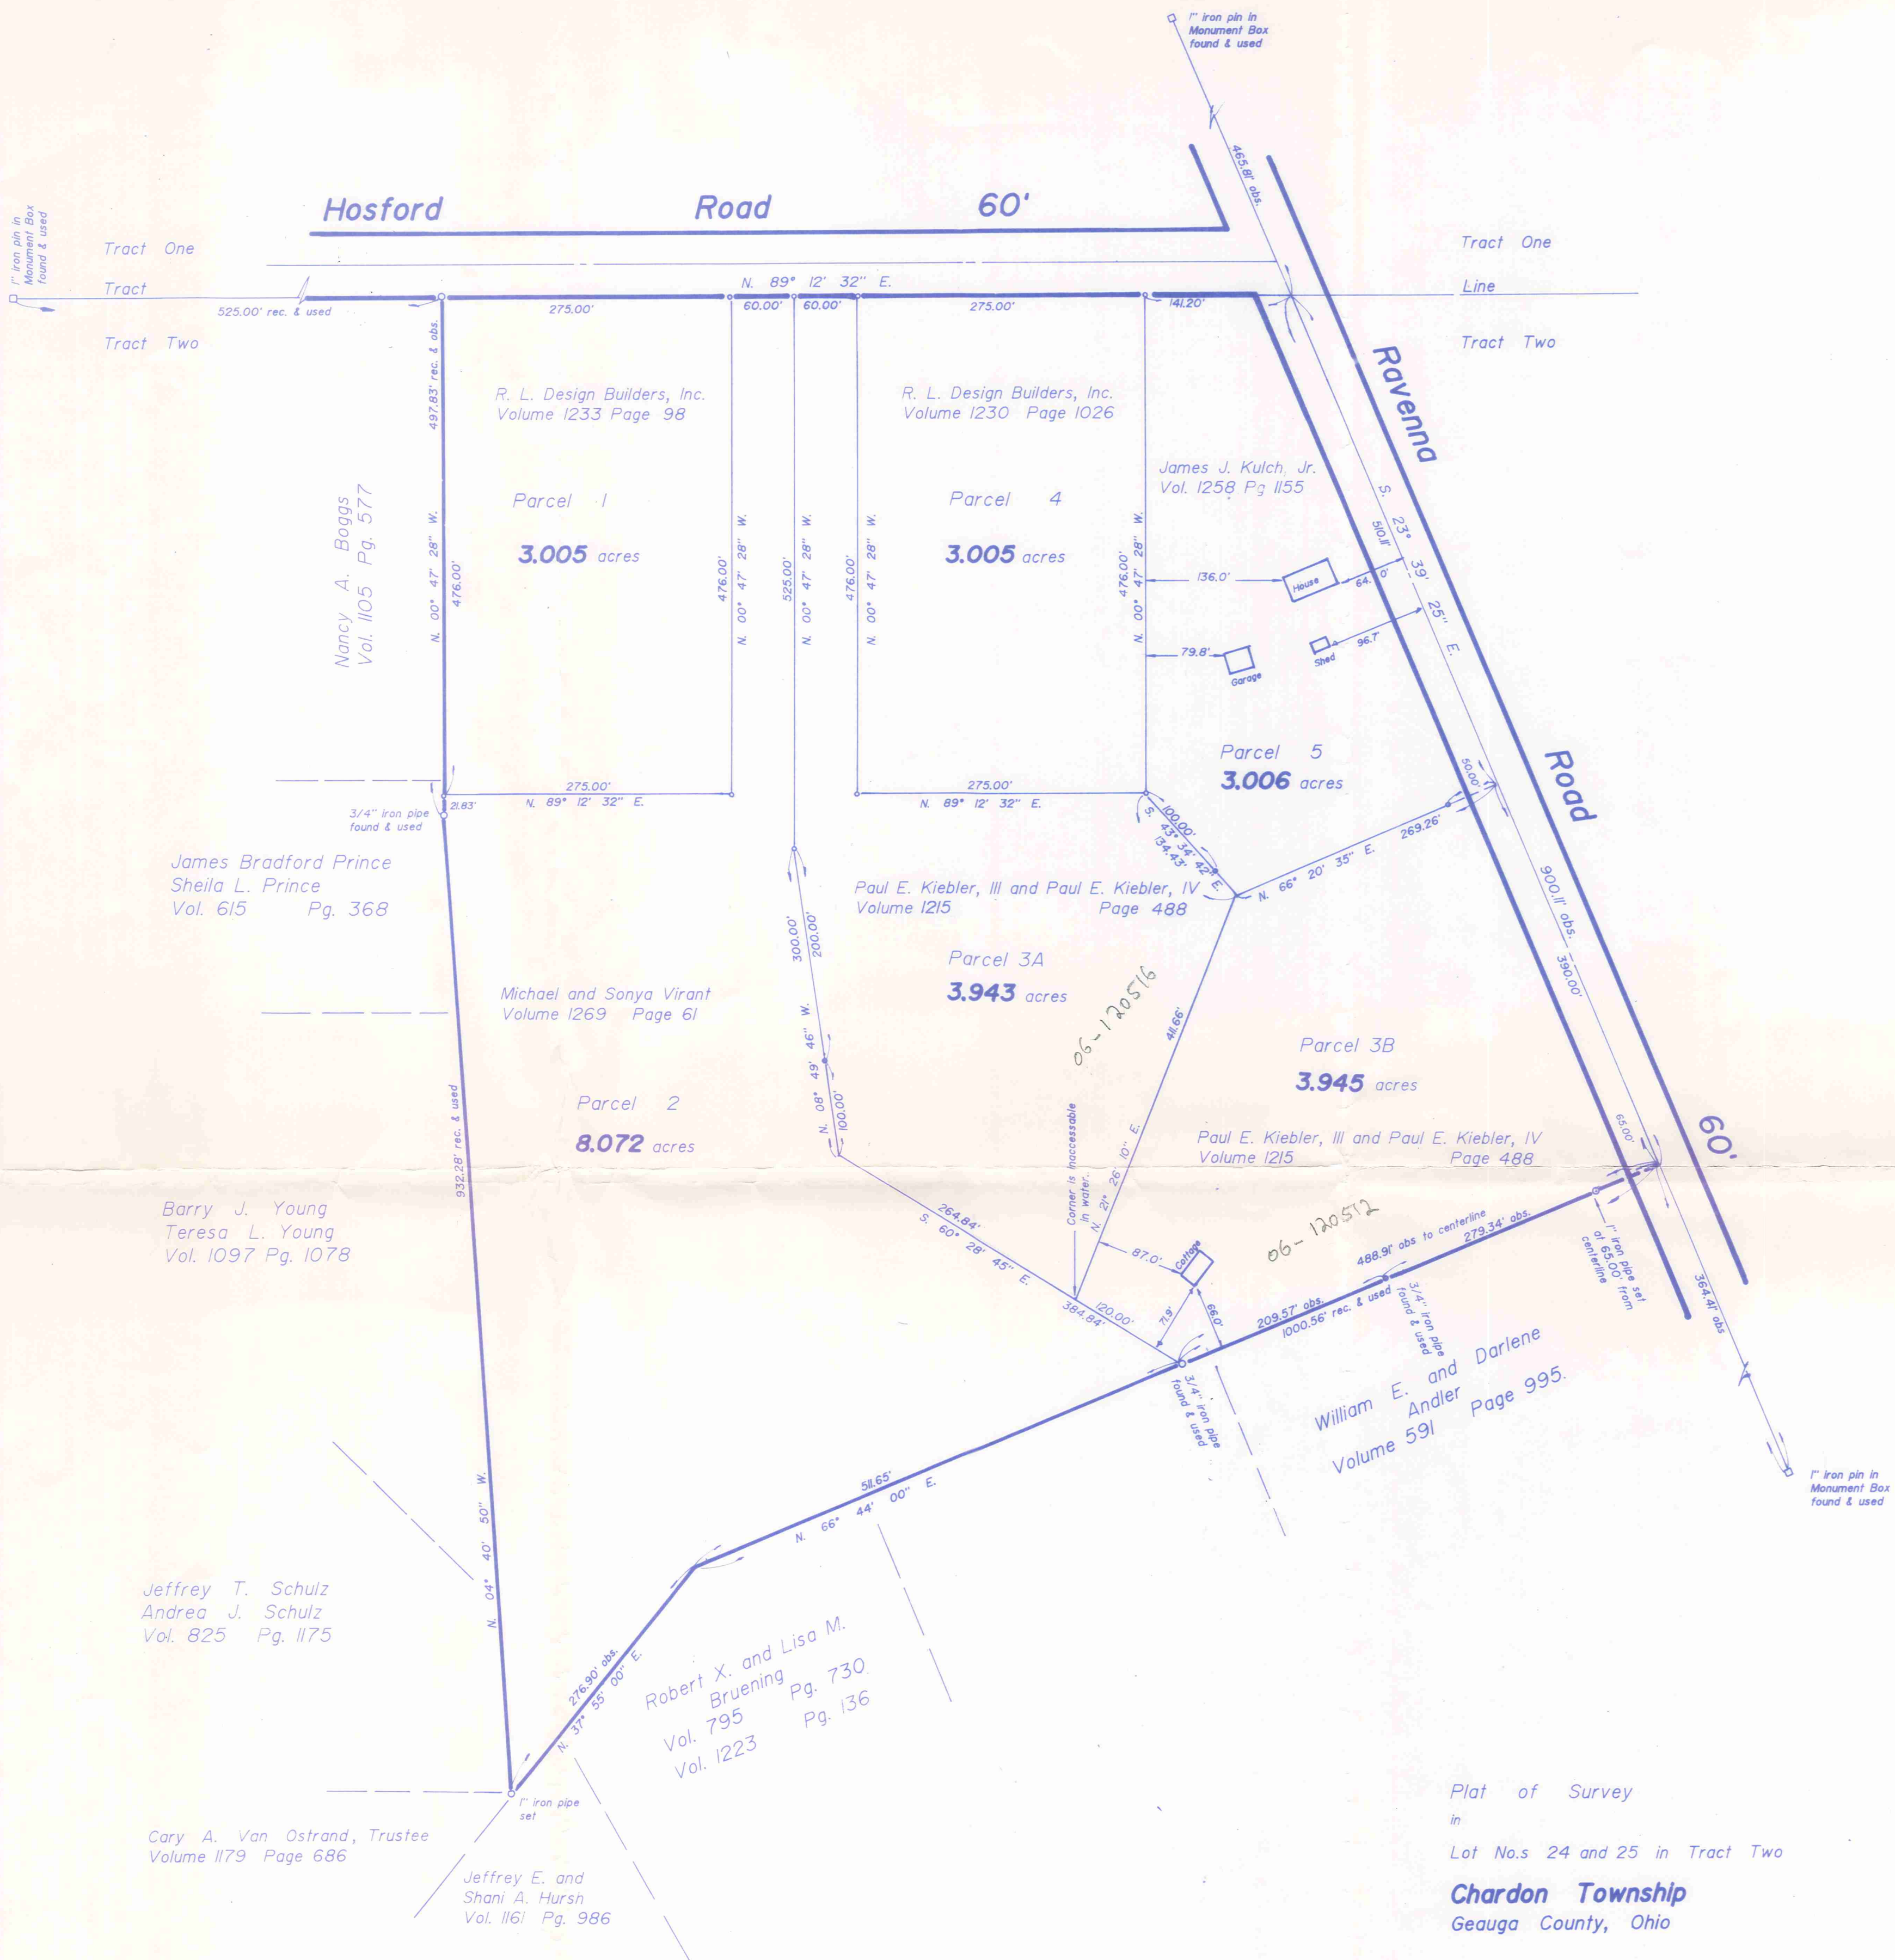 1" iron pin in
Monument Box
found & used
465.81' obs.
Hosford Road 60'
1" iron pin in
Monument Box
found & used
Tract One
Tract
Tract Two
525.00' rec. & used
Tract One
Line
Tract Two
N. 89° 12' 32" E.
275.00'
60.00'
60.00'
275.00'
141.20'
497.83' rec. & obs.
N. 00° 47' 28" W.
476.00'
R. L. Design Builders, Inc.
Volume 1233 Page 98
Parcel 1
3.005 acres
476.00'
N. 00° 47' 28" W.
525.00'
N. 00° 47' 28" W.
476.00'
N. 00° 47' 28" W.
R. L. Design Builders, Inc.
Volume 1230 Page 1026
Parcel 4
3.005 acres
476.00'
N. 00° 47' 28" W.
James J. Kulch, Jr.
Vol. 1258 Pg 1155
136.0'
House
64.0'
96.7'
Shed
79.8'
Garage
Parcel 5
3.006 acres
Ravenna
Road
60'
S. 23° 39' 25" E.
510.11'
50.00'
900.11' obs.
390.00'
65.00'
364.41' obs
Nancy A. Boggs
Vol. 1105 Pg. 577
275.00'
N. 89° 12' 32" E.
21.83'
3/4" iron pipe
found & used
275.00'
N. 89° 12' 32" E.
100.00'
S. 43° 34' 42" E.
134.43'
N. 66° 20' 35" E.
269.26'
James Bradford Prince
Sheila L. Prince
Vol. 615 Pg. 368
Paul E. Kiebler, III and Paul E. Kiebler, IV
Volume 1215 Page 488
Parcel 3A
3.943 acres
06-120516
300.00'
200.00'
N. 08° 49' 46" W.
100.00'
Michael and Sonya Virant
Volume 1269 Page 61
Parcel 2
8.072 acres
411.66'
N. 21° 26' 10" E.
Corner is inaccessable
in water.
Parcel 3B
3.945 acres
Paul E. Kiebler, III and Paul E. Kiebler, IV
Volume 1215 Page 488
06-120512
932.28' rec. & used
N. 04° 40' 50" W.
Barry J. Young
Teresa L. Young
Vol. 1097 Pg. 1078
264.84'
S. 60° 28' 45" E.
384.84'
120.00'
87.0'
Cottage
71.9'
66.0'
488.91' obs to centerline
279.34' obs.
209.57' obs.
1000.56' rec. & used
1" iron pipe set
at 65.00' from
centerline
3/4" iron pipe
found & used
3/4" iron pipe
found & used
William E. and Darlene
Andler
Volume 591 Page 995.
1" iron pin in
Monument Box
found & used
511.65'
N. 66° 44' 00" E.
276.90' obs.
N. 37° 55' 00" E.
Jeffrey T. Schulz
Andrea J. Schulz
Vol. 825 Pg. 1175
Robert X. and Lisa M.
Bruening
Vol. 795 Pg. 730
Vol. 1223 Pg. 136
1" iron pipe
set
Cary A. Van Ostrand, Trustee
Volume 1179 Page 686
Jeffrey E. and
Shani A. Hursh
Vol. 1161 Pg. 986
Plat of Survey
in
Lot No.s 24 and 25 in Tract Two
Chardon Township
Geauga County, Ohio